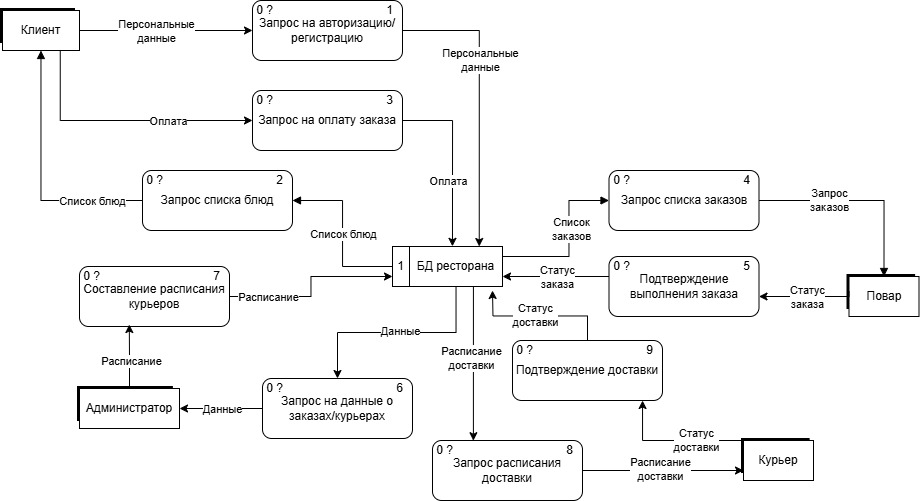 Клиент
Персональные
данные
0 ? 1
Запрос на авторизацию/
регистрацию
Персональные
данные
0 ? 3
Запрос на оплату заказа
Оплата
Оплата
0 ? 2
Запрос списка блюд
Список блюд
Список блюд
0 ? 4
Запрос списка заказов
Запрос
заказов
Список
заказов
1 БД ресторана
0 ? 5
Подтверждение
выполнения заказа
Статус
заказа
Статус
заказа
Повар
0 ? 7
Составление расписания
курьеров
Расписание
Расписание
Статус
доставки
Данные
Расписание
доставки
0 ? 9
Подтверждение доставки
Администратор
Данные
0 ? 6
Запрос на данные о
заказах/курьерах
Статус
доставки
0 ? 8
Запрос расписания
доставки
Расписание
доставки
Курьер